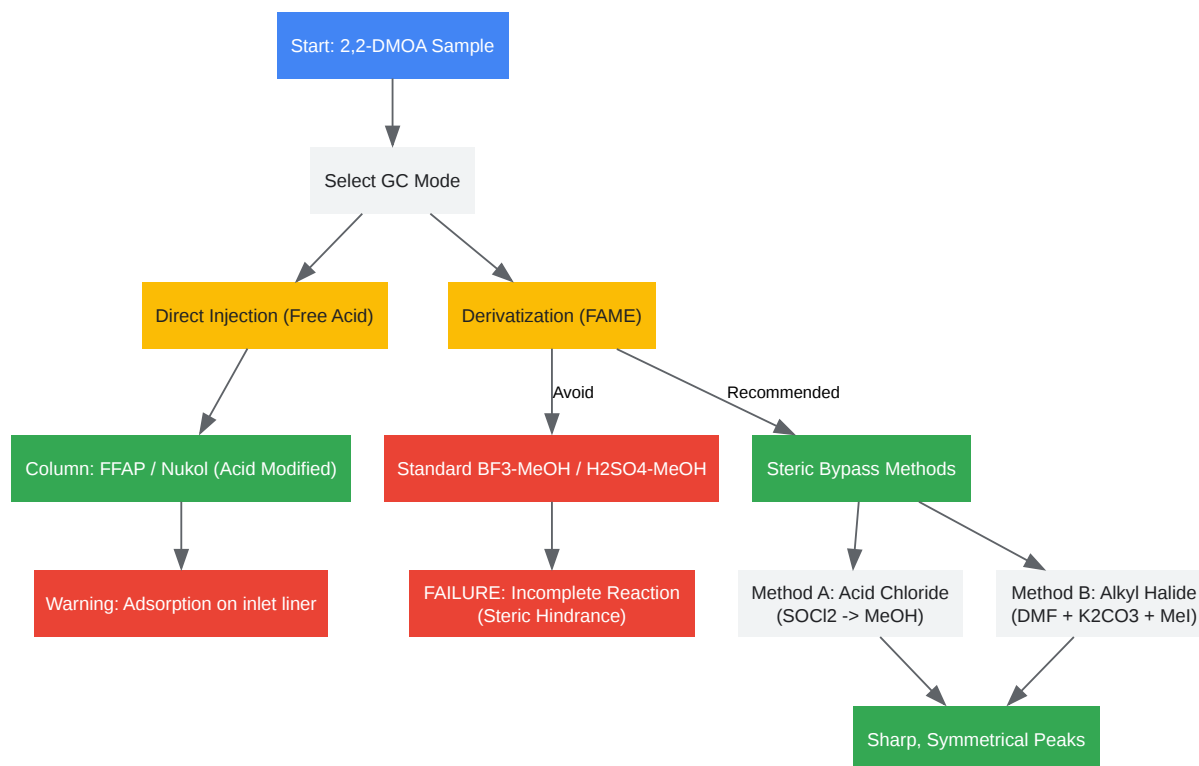 Start: 2,2-DMOA Sample
Select GC Mode
Direct Injection (Free Acid)
Derivatization (FAME)
Avoid
Recommended
Column: FFAP / Nukol (Acid Modified)
Standard BF3-MeOH / H2SO4-MeOH
Steric Bypass Methods
Warning: Adsorption on inlet liner
FAILURE: Incomplete Reaction
(Steric Hindrance)
Method A: Acid Chloride
(SOCl2 -> MeOH)
Method B: Alkyl Halide
(DMF + K2CO3 + MeI)
Sharp, Symmetrical Peaks